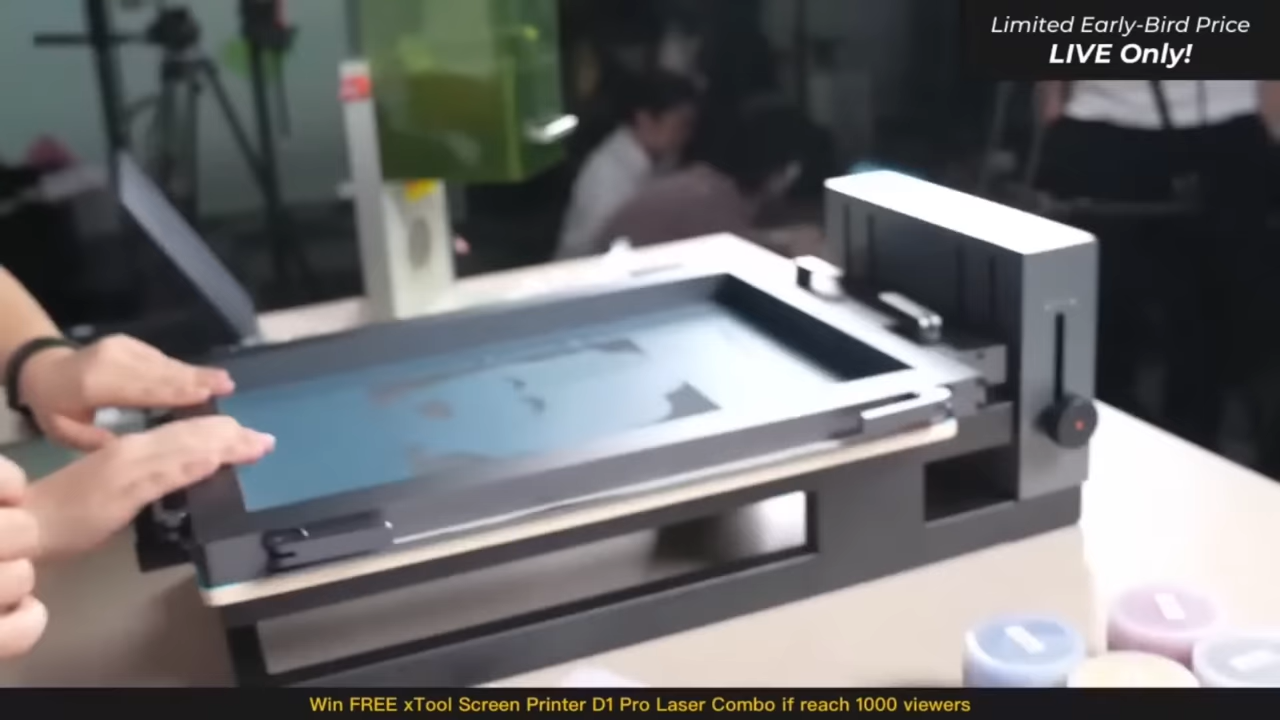 Limited Early-Bird Price
LIVE Only!
Win FREE xTool Screen Printer D1 Pro Laser Combo if reach 1000 viewers